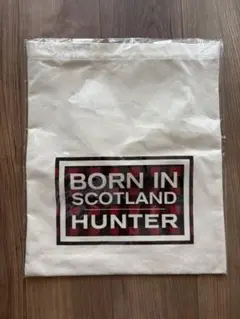 BORN IN
SCOTLAND
HUNTER